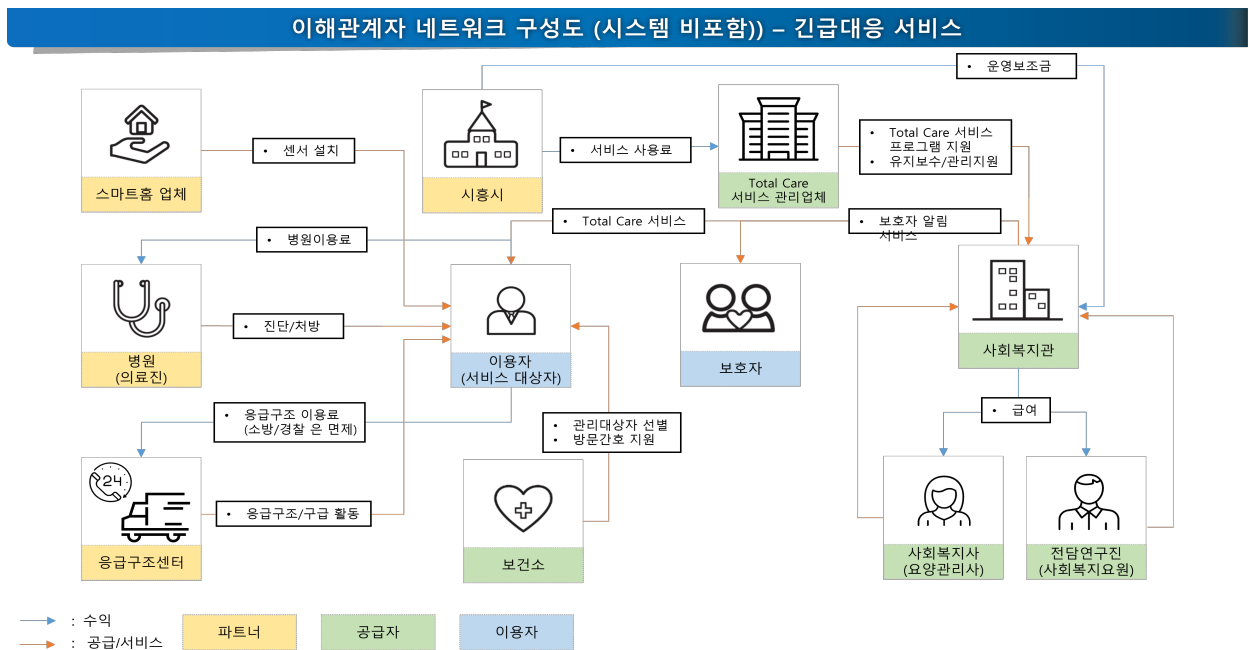 이해관계자 네트워크 구성도 (시스템 비포함)) – 긴급대응 서비스
• 운영보조금
• 센서 설치
• 서비스 사용료
• Total Care 서비스
프로그램 지원
• 유지보수/관리지원
스마트홈 업체
시흥시
Total Care
서비스 관리업체
• 병원이용료
• Total Care 서비스
• 보호자 알림
서비스
• 진단/처방
병원
(의료진)
이용자
(서비스 대상자)
보호자
사회복지관
• 응급구조 이용료
(소방/경찰 은 면제)
• 관리대상자 선별
• 방문간호 지원
• 급여
24
• 응급구조/구급 활동
응급구조센터
보건소
사회복지사
(요양관리사)
전담연구진
(사회복지요원)
: 수익
: 공급/서비스
파트너
공급자
이용자